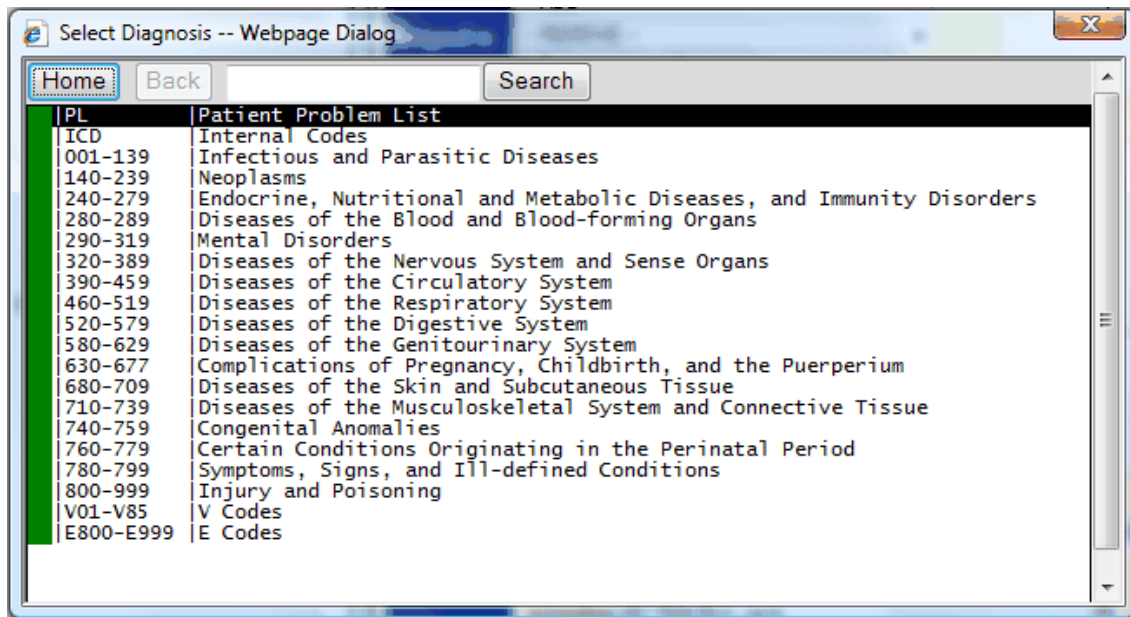 Select Diagnosis -- Webpage Dialog
Home Back Search
|PL |Patient Problem List
|ICD |Internal Codes
|001-139 |Infectious and Parasitic Diseases
|140-239 |Neoplasms
|240-279 |Endocrine, Nutritional and Metabolic Diseases, and Immunity Disorders
|280-289 |Diseases of the Blood and Blood-forming Organs
|290-319 |Mental Disorders
|320-389 |Diseases of the Nervous System and Sense Organs
|390-459 |Diseases of the Circulatory System
|460-519 |Diseases of the Respiratory System
|520-579 |Diseases of the Digestive System
|580-629 |Diseases of the Genitourinary System
|630-677 |Complications of Pregnancy, Childbirth, and the Puerperium
|680-709 |Diseases of the Skin and Subcutaneous Tissue
|710-739 |Diseases of the Musculoskeletal System and Connective Tissue
|740-759 |Congenital Anomalies
|760-779 |Certain Conditions Originating in the Perinatal Period
|780-799 |Symptoms, Signs, and Ill-defined Conditions
|800-999 |Injury and Poisoning
|V01-V85 |V Codes
|E800-E999 |E Codes